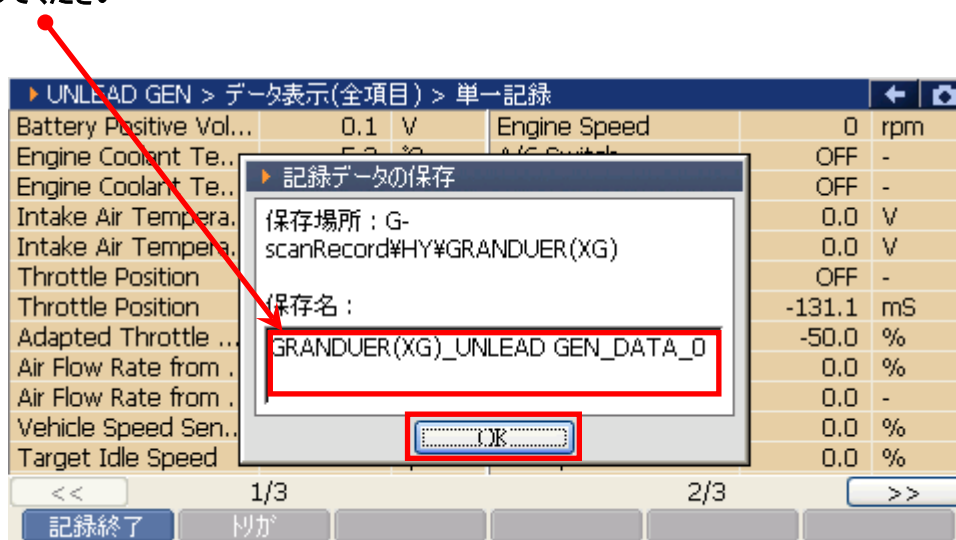 ください
UNLEAD GEN > データ表示(全項目) > 単一記録
Battery Positive Vol... 0.1 V Engine Speed 0 rpm
Engine Coolant Te... OFF -
Engine Coolant Te.. OFF -
Intake Air Tempera. 0.0 V
Intake Air Tempera. 0.0 V
Throttle Position OFF -
Throttle Position -131.1 mS
Adapted Throttle ... -50.0 %
Air Flow Rate from . 0.0 %
Air Flow Rate from . 0.0 -
Vehicle Speed Sen.. 0.0 %
Target Idle Speed 0.0 %
記録データの保存
保存場所：G-
scanRecord¥HY¥GRANDUER(XG)
保存名：
GRANDUER(XG)_UNLEAD GEN_DATA_0
OK
<< 1/3 2/3 >>
記録終了 トリガ